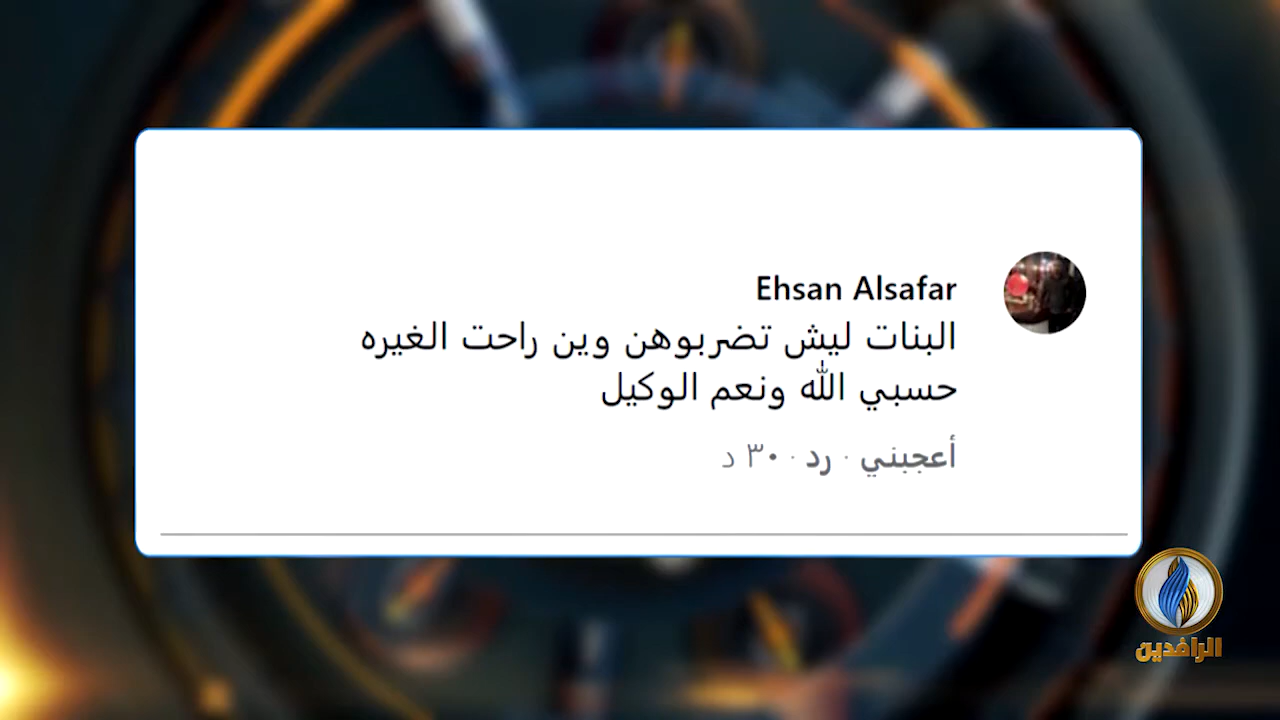 Ehsan Alsafar
البنات ليش تضربوهن وين راحت الغيره
حسبي الله ونعم الوكيل
أعجبني · رد · ٣٠ د
الرافدين